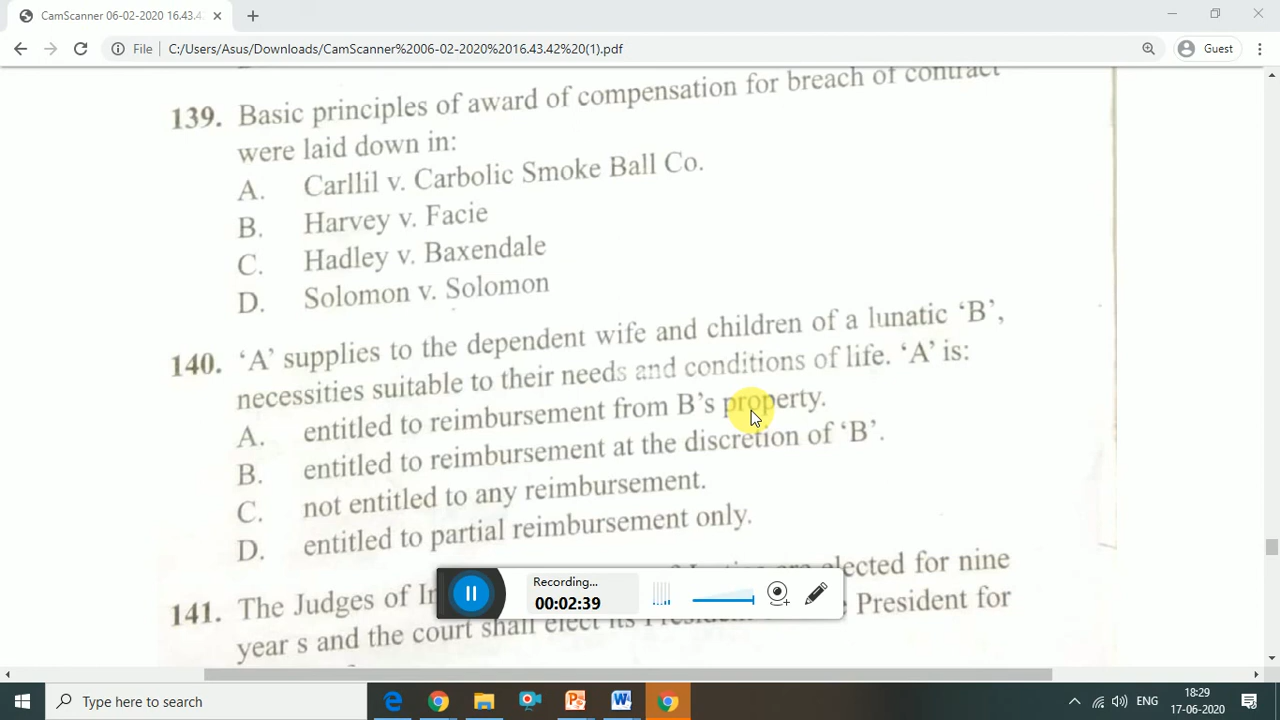 CamScanner 06-02-2020 16.43.4
File C:/Users/Asus/Downloads/CamScanner%2006-02-2020%2016.43.42%20(1).pdf Guest
139. Basic principles of award of compensation for breach of contract
were laid down in:
A. Carllil v. Carbolic Smoke Ball Co.
B. Harvey v. Facie
C. Hadley v. Baxendale
D. Solomon v. Solomon
140. ‘A’ supplies to the dependent wife and children of a lunatic ‘B’,
necessities suitable to their needs and conditions of life. ‘A’ is:
A. entitled to reimbursement from B’s property.
B. entitled to reimbursement at the discretion of ‘B’.
C. not entitled to any reimbursement.
D. entitled to partial reimbursement only.
141. The Judges of elected for nine
year s and the court shall elect its President for
Recording...
00:02:39
Type here to search
ENG
18:29
17-06-2020